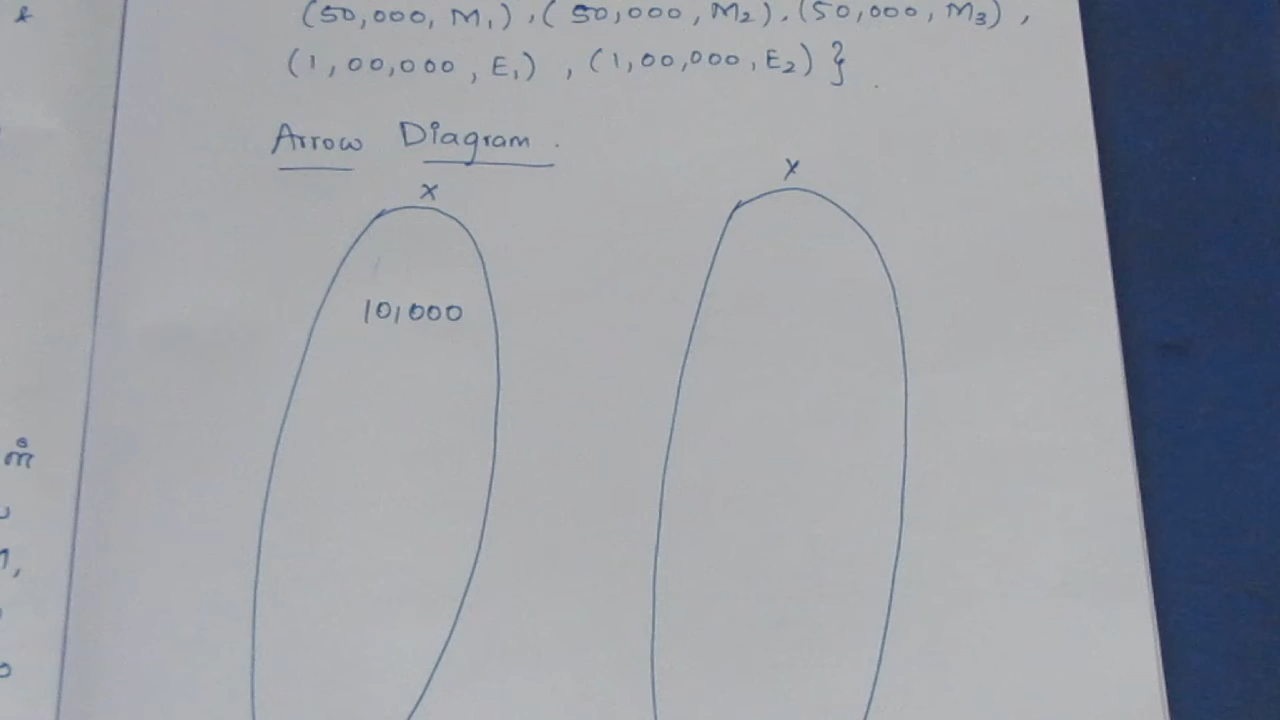 (50,000, M₁), (50,000, M₂), (50,000, M₃),
(1,00,000, E₁), (1,00,000, E₂) }
Arrow Diagram.
X
Y
10,000